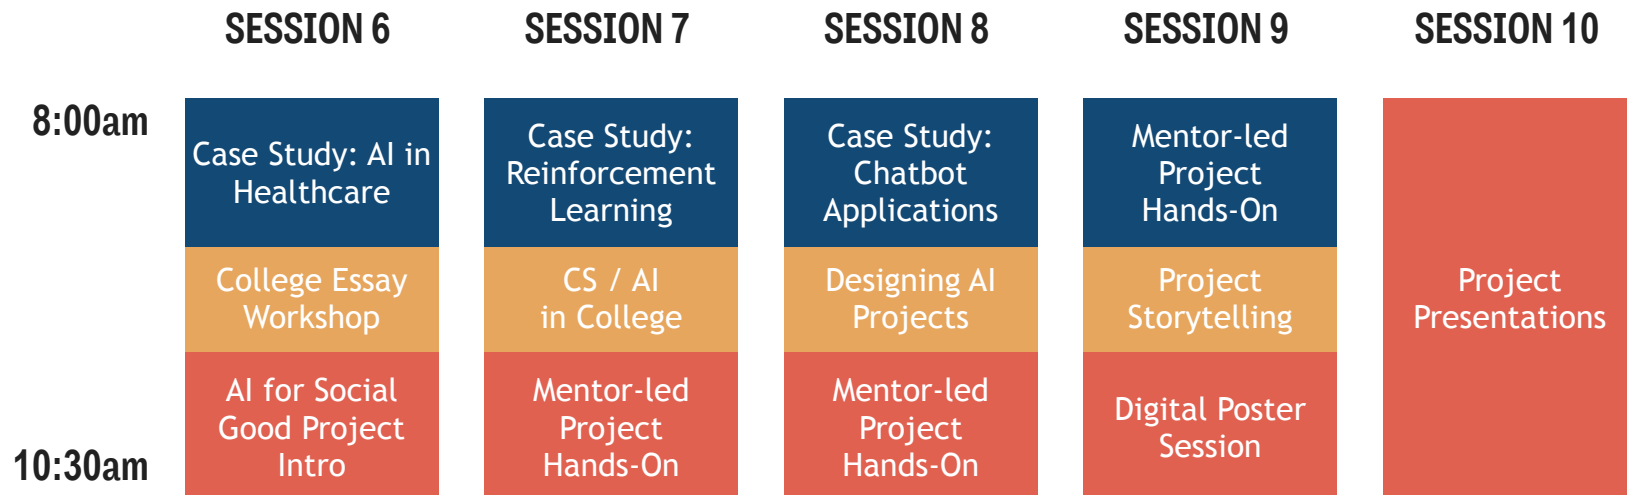 SESSION 6
SESSION 7
SESSION 8
SESSION 9
SESSION 10
8:00am
Case Study: AI in
Healthcare
Case Study:
Reinforcement
Learning
Case Study:
Chatbot
Applications
Mentor-led
Project
Hands-On
College Essay
Workshop
CS / AI
in College
Designing AI
Projects
Project
Storytelling
Project
Presentations
AI for Social
Good Project
Intro
Mentor-led
Project
Hands-On
Mentor-led
Project
Hands-On
Digital Poster
Session
10:30am